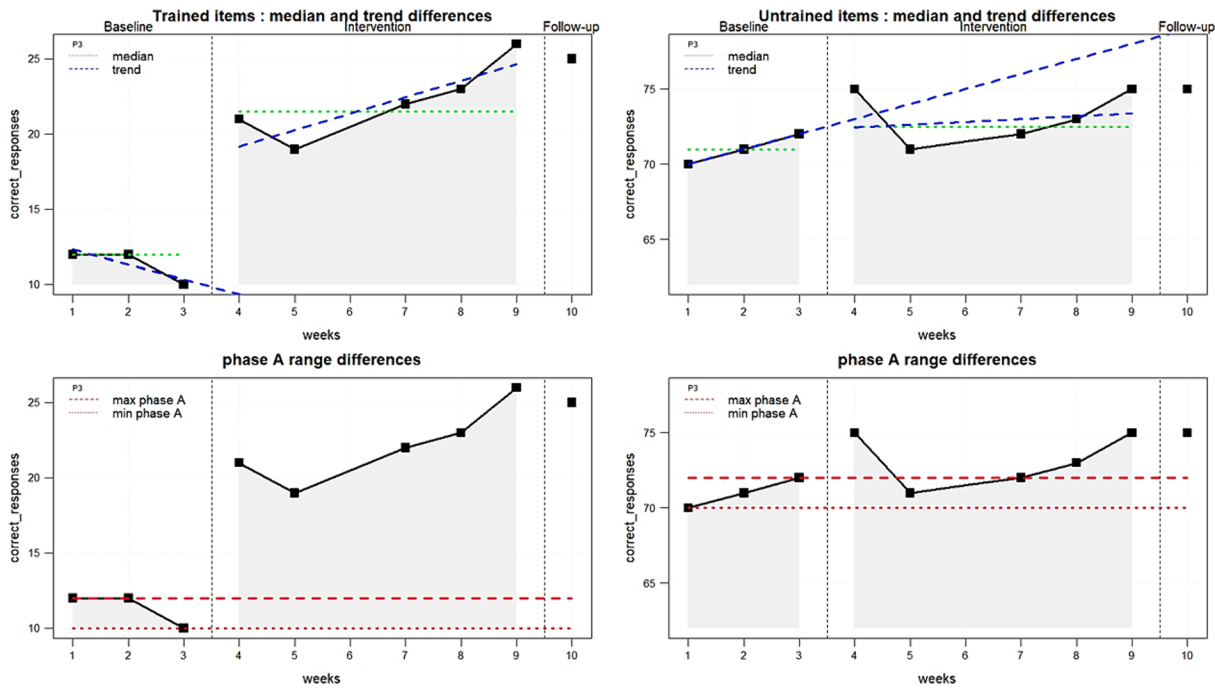 Trained items : median and trend differences
Baseline Intervention Follow-up
P3
median
trend
25
20
15
10
correct_responses
1 2 3 4 5 6 7 8 9 10
weeks
Untrained items : median and trend differences
Baseline Intervention Follow-up
P3
median
trend
75
70
65
correct_responses
1 2 3 4 5 6 7 8 9 10
weeks
phase A range differences
P3
max phase A
min phase A
25
20
15
10
correct_responses
1 2 3 4 5 6 7 8 9 10
weeks
phase A range differences
P3
max phase A
min phase A
75
70
65
correct_responses
1 2 3 4 5 6 7 8 9 10
weeks